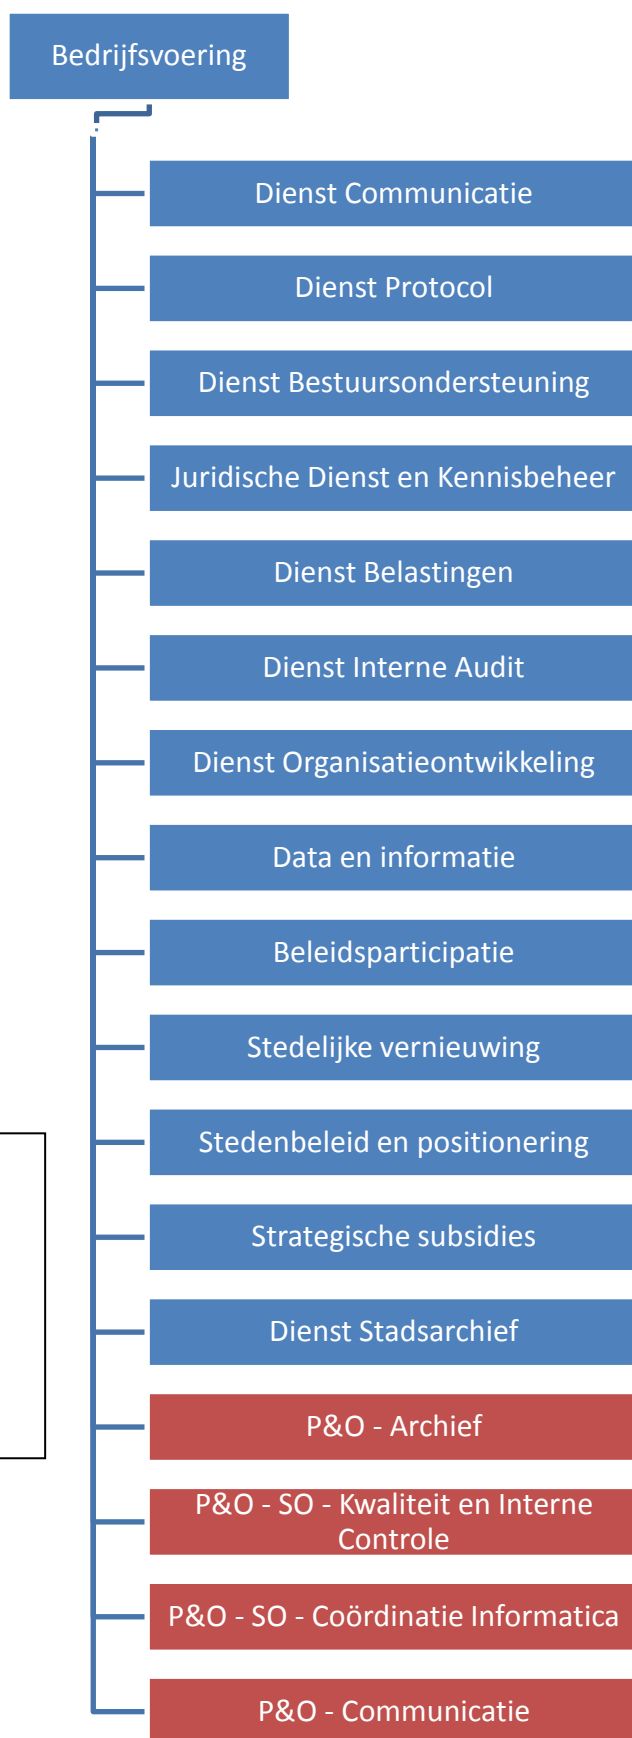 Bedrijfsvoering
Dienst Communicatie
Dienst Protocol
Dienst Bestuursondersteuning
Juridische Dienst en Kennisbeheer
Dienst Belastingen
Dienst Interne Audit
Dienst Organisatieontwikkeling
Data en informatie
Beleidsparticipatie
Stedelijke vernieuwing
Stedenbeleid en positionering
Strategische subsidies
Dienst Stadsarchief
P&O - Archief
P&O - SO - Kwaliteit en Interne
Controle
P&O - SO - Coördinatie Informatica
P&O - Communicatie